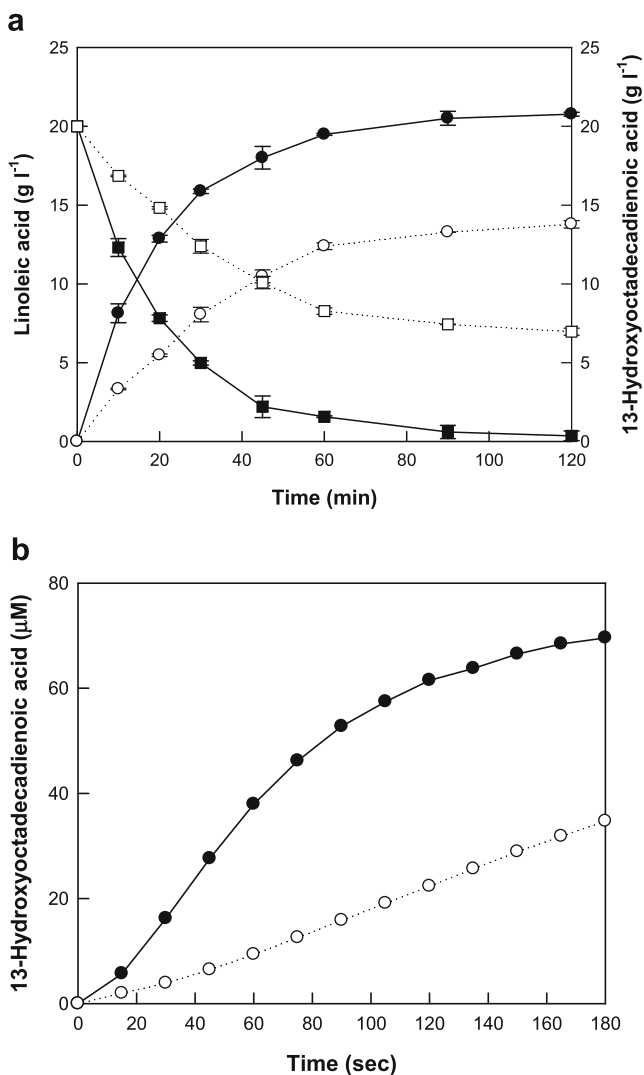 a
Linoleic acid (g l⁻¹)
25
20
15
10
5
0
13-Hydroxyoctadecadienoic acid (g l⁻¹)
25
20
15
10
5
0
0 20 40 60 80 100 120
Time (min)
b
13-Hydroxyoctadecadienoic acid (μM)
80
60
40
20
0
0 20 40 60 80 100 120 140 160 180
Time (sec)